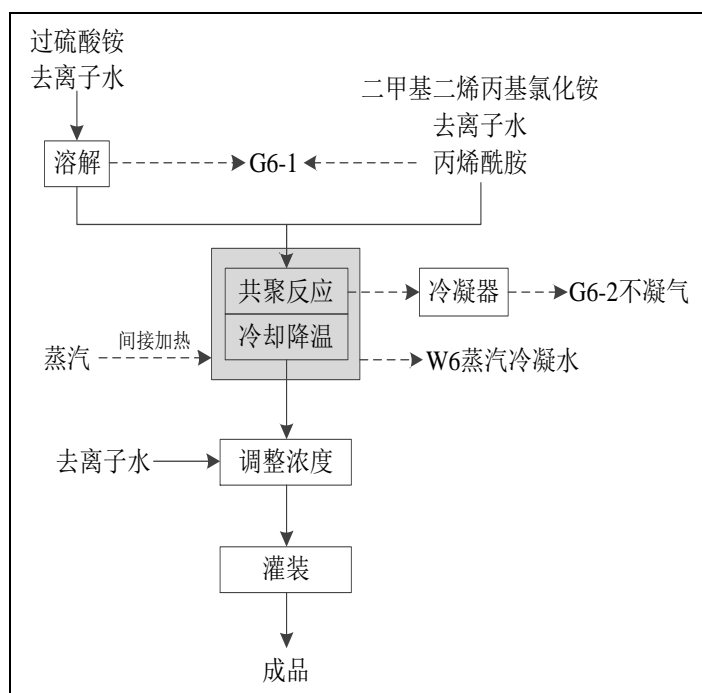 过硫酸铵
去离子水
二甲基二烯丙基氯化铵
去离子水
丙烯酰胺
溶解
G6-1
共聚反应
冷凝器
G6-2不凝气
冷却降温
间接加热
蒸汽
W6蒸汽冷凝水
去离子水
调整浓度
灌装
成品